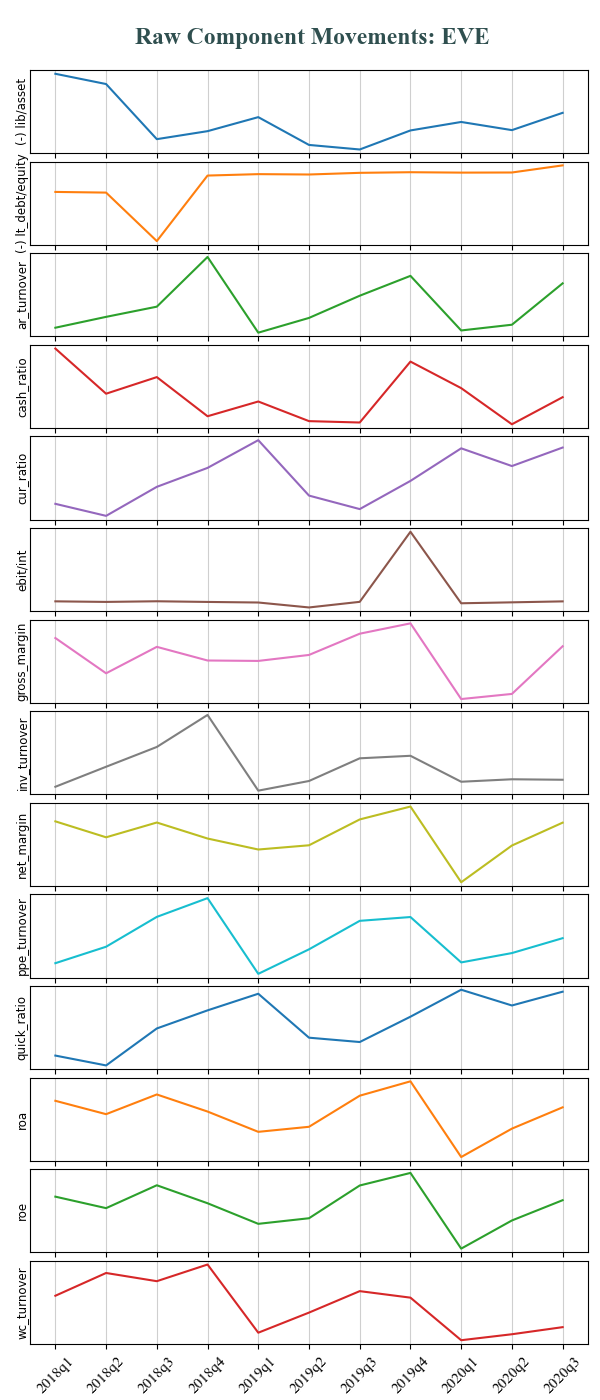 Raw Component Movements: EVE
(-) lib/asset
(-) lt_debt/equity
ar_turnover
cash_ratio
cur_ratio
ebit/int
gross_margin
inv_turnover
net_margin
ppe_turnover
quick_ratio
roa
roe
wc_turnover
2018q1
2018q2
2018q3
2018q4
2019q1
2019q2
2019q3
2019q4
2020q1
2020q2
2020q3